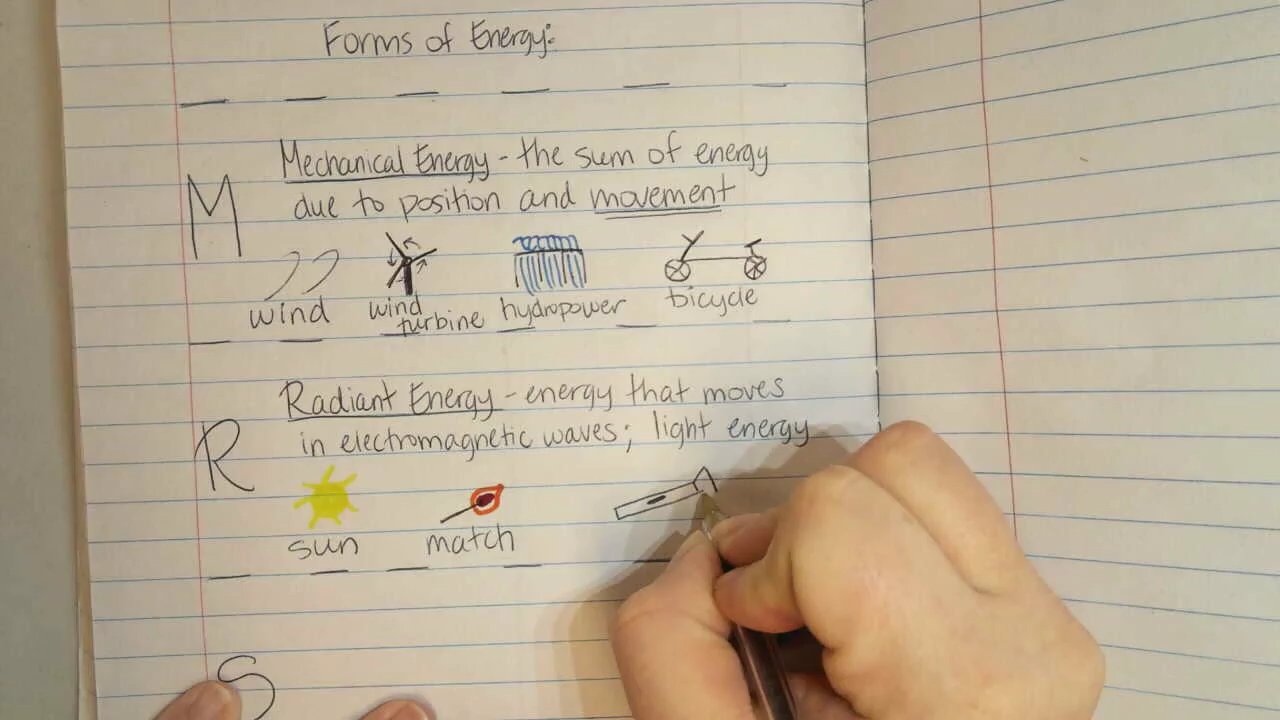 Forms of Energy:
Mechanical Energy - the sum of energy
M
due to position and movement
wind
wind
turbine
hydropower
bicycle
Radiant Energy - energy that moves
R
in electromagnetic waves; light energy
sun
match
S